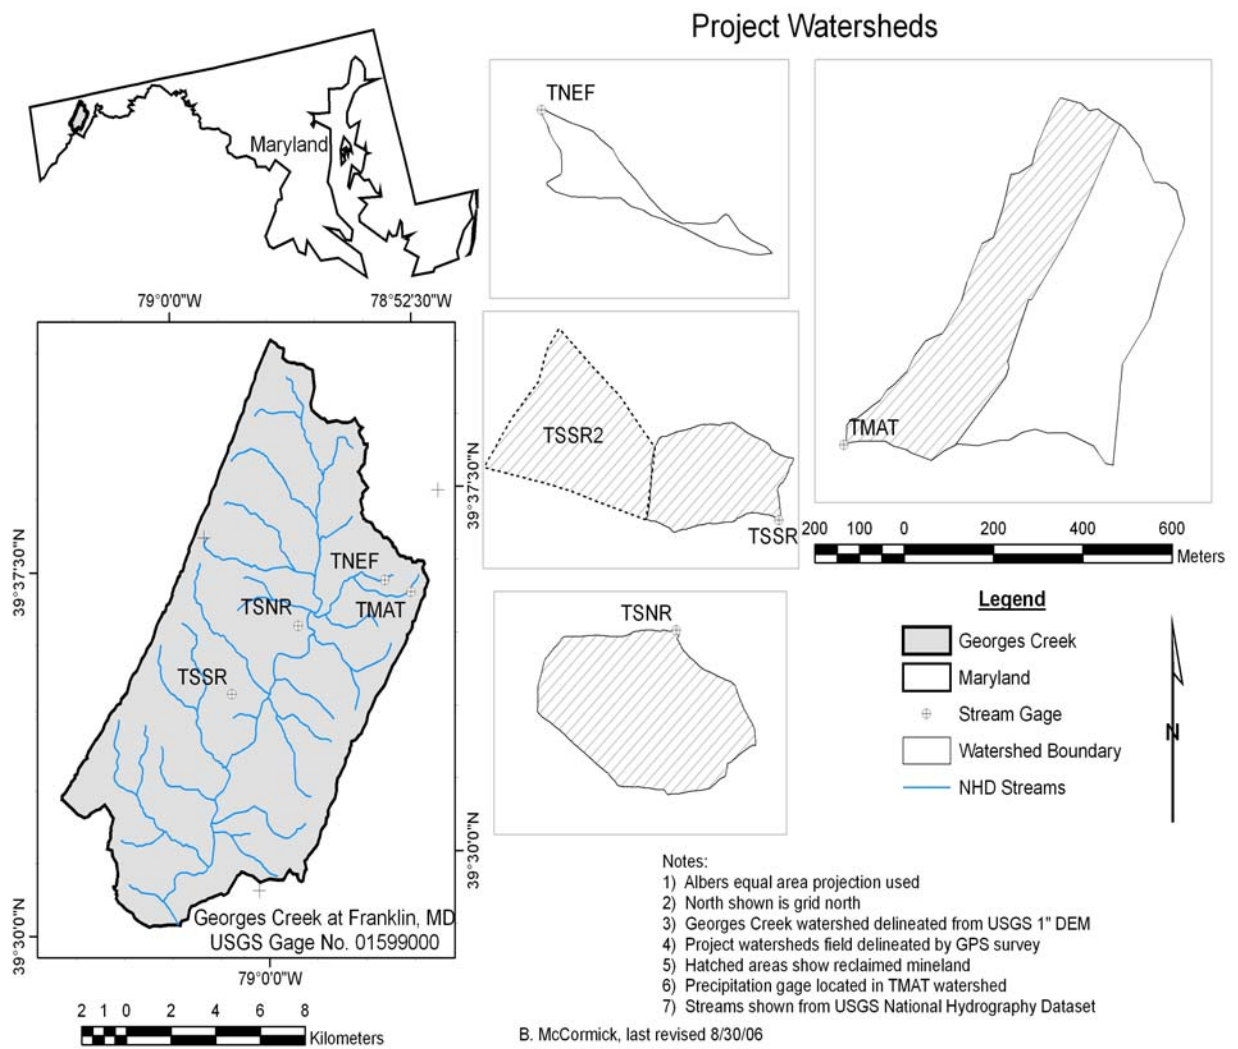 Project Watersheds
Maryland
TNEF
TMAT
TSSR2
TSSR
TSNR
79°0'0"W
78°52'30"W
39°37'30"N
39°37'30"N
TNEF
TSNR
TMAT
TSSR
39°30'0"N
39°30'0"N
Georges Creek at Franklin, MD
USGS Gage No. 01599000
79°0'0"W
2 1 0 2 4 6 8
Kilometers
200 100 0 200 400 600
Meters
Legend
Georges Creek
Maryland
Stream Gage
Watershed Boundary
NHD Streams
N
Notes:
1) Albers equal area projection used
2) North shown is grid north
3) Georges Creek watershed delineated from USGS 1" DEM
4) Project watersheds field delineated by GPS survey
5) Hatched areas show reclaimed mineland
6) Precipitation gage located in TMAT watershed
7) Streams shown from USGS National Hydrography Dataset
B. McCormick, last revised 8/30/06